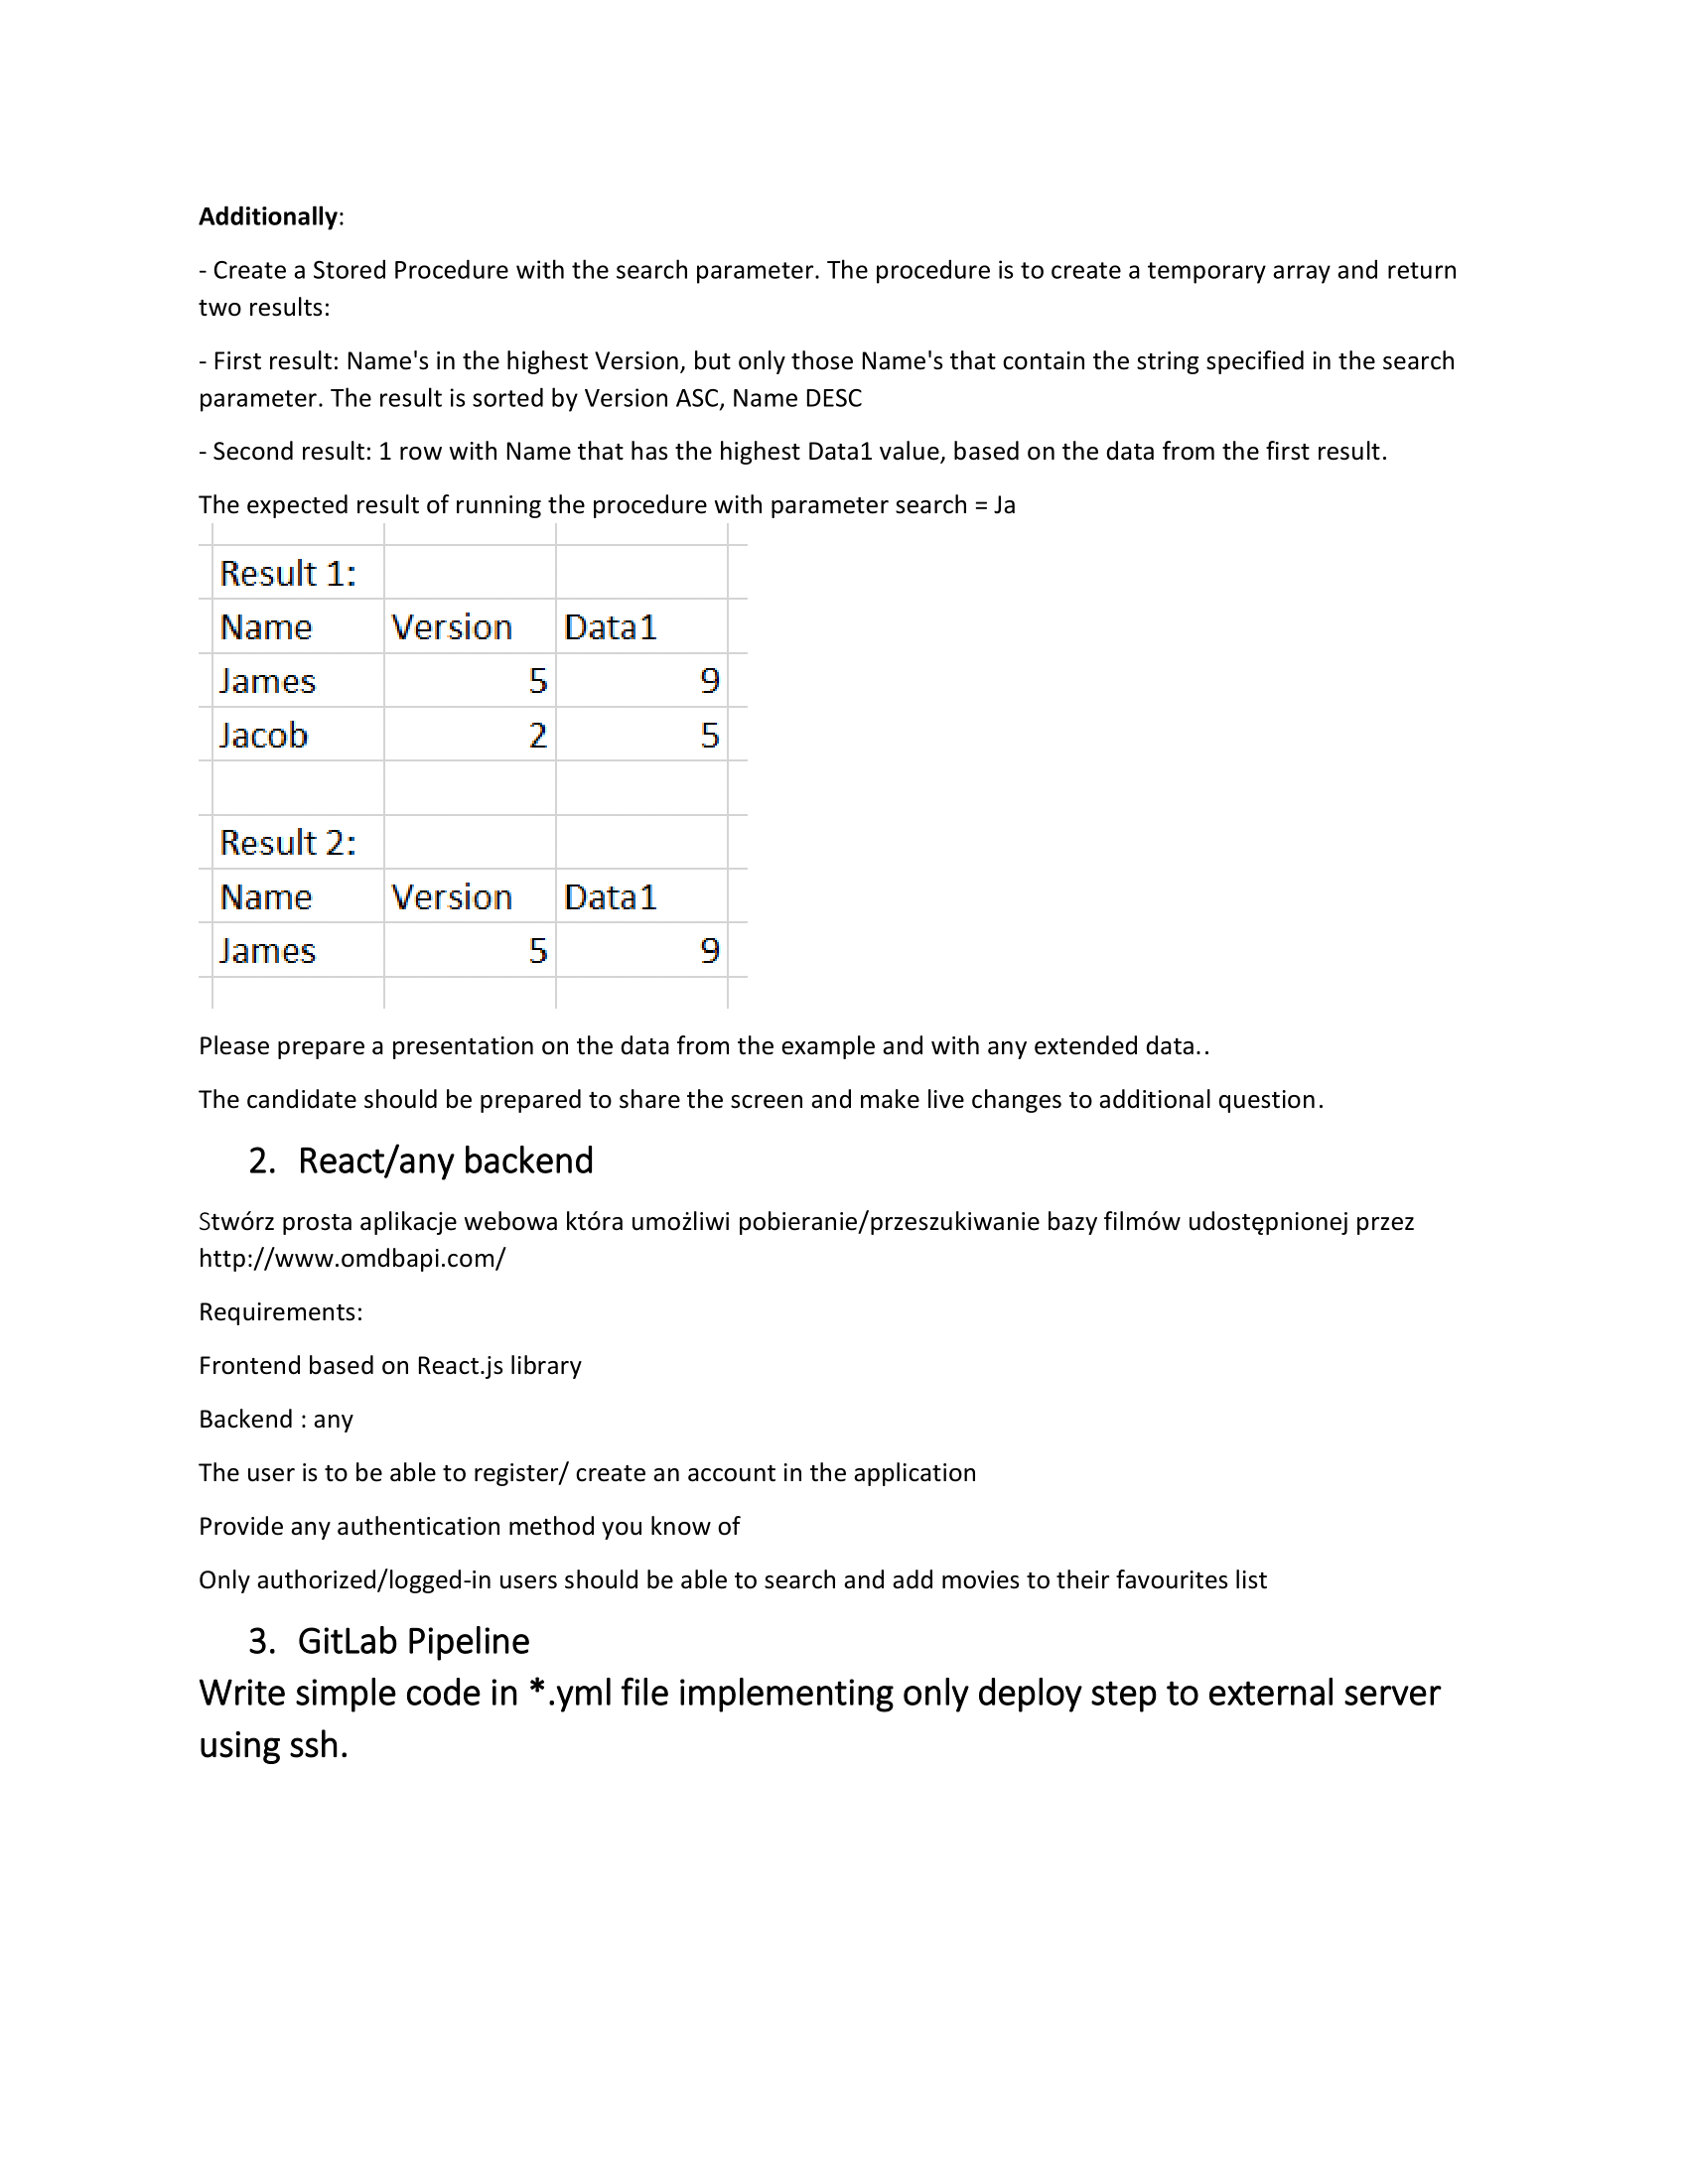 Additionally:
- Create a Stored Procedure with the search parameter. The procedure is to create a temporary array and return
two results:
- First result: Name's in the highest Version, but only those Name's that contain the string specified in the search
parameter. The result is sorted by Version ASC, Name DESC
- Second result: 1 row with Name that has the highest Data1 value, based on the data from the first result.
The expected result of running the procedure with parameter search = Ja
Result 1:
Name Version Data1
James 5 9
Jacob 2 5
Result 2:
Name Version Data1
James 5 9
Please prepare a presentation on the data from the example and with any extended data..
The candidate should be prepared to share the screen and make live changes to additional question.
2. React/any backend
Stwórz prosta aplikacje webowa która umożliwi pobieranie/przeszukiwanie bazy filmów udostępnionej przez
http://www.omdbapi.com/
Requirements:
Frontend based on React.js library
Backend : any
The user is to be able to register/ create an account in the application
Provide any authentication method you know of
Only authorized/logged-in users should be able to search and add movies to their favourites list
3. GitLab Pipeline
Write simple code in *.yml file implementing only deploy step to external server
using ssh.